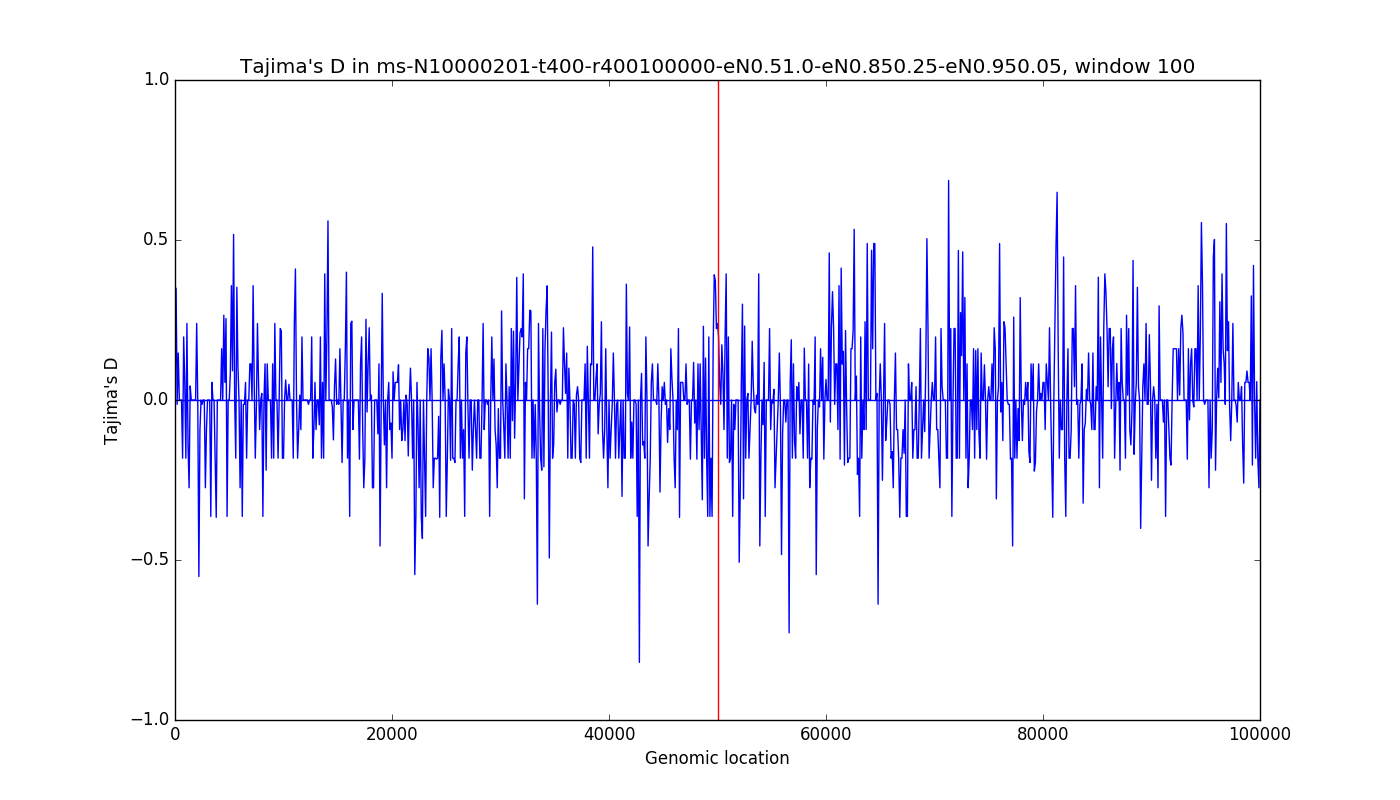 Tajima's D in ms-N10000201-t400-r400100000-eN0.51.0-eN0.850.25-eN0.950.05, window 100
1.0
0.5
0.0
−0.5
−1.0
Tajima's D
0 20000 40000 60000 80000 100000
Genomic location